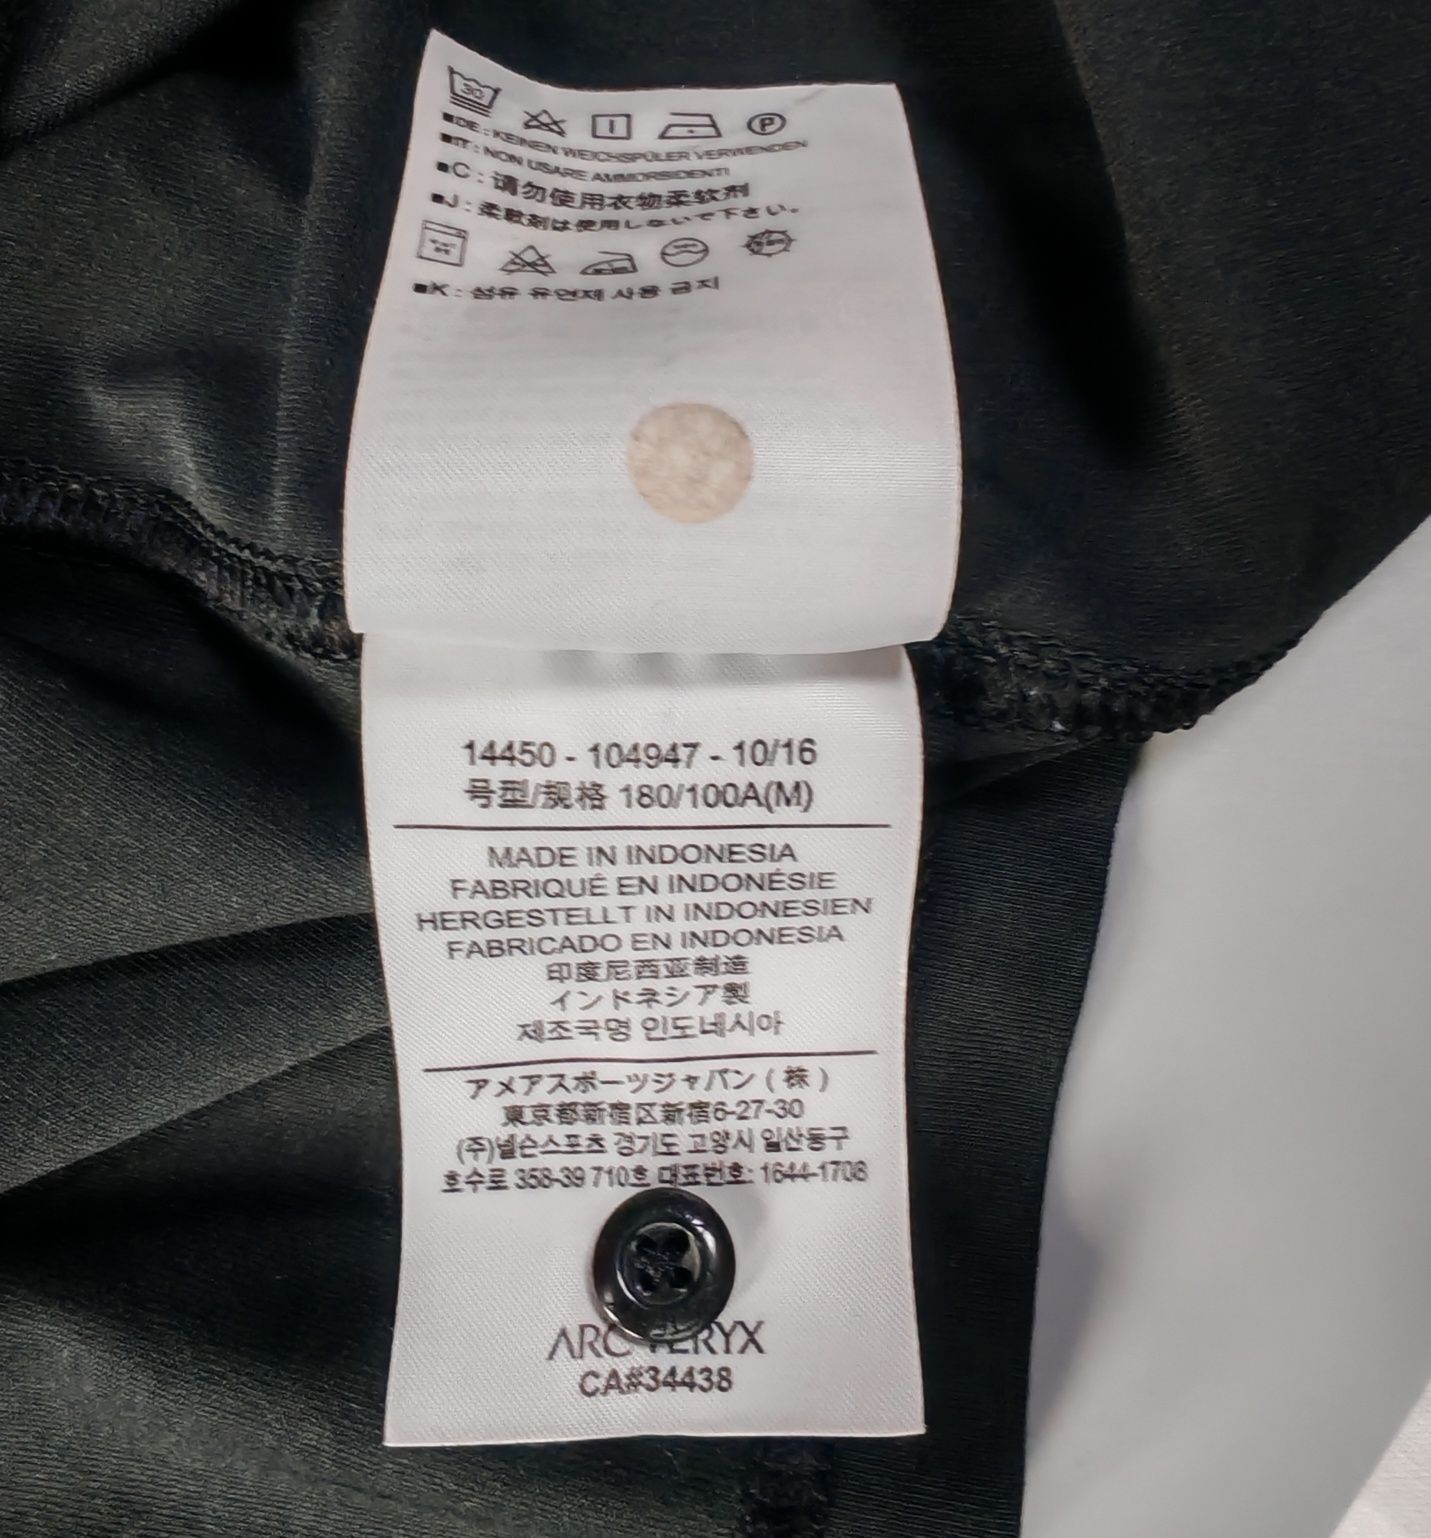 30
P
■DE : KEINEN WEICHSPÜLER VERWENDEN
■IT : NON USARE AMMORBIDENTI
■C : 请勿使用衣物柔软剂
■J : 柔軟剤は使用しないで下さい。
■K : 섬유 유연제 사용 금지
14450 - 104947 - 10/16
号型/规格 180/100A(M)
MADE IN INDONESIA
FABRIQUÉ EN INDONÉSIE
HERGESTELLT IN INDONESIEN
FABRICADO EN INDONESIA
印度尼西亚制造
インドネシア製
제조국명 인도네시아
アメアスポーツジャパン ( 株 )
東京都新宿区新宿6-27-30
(주)넬슨스포츠 경기도 고양시 일산동구
호수로 358-39 710호 대표번호: 1644-1708
ARC'TERYX
CA#34438